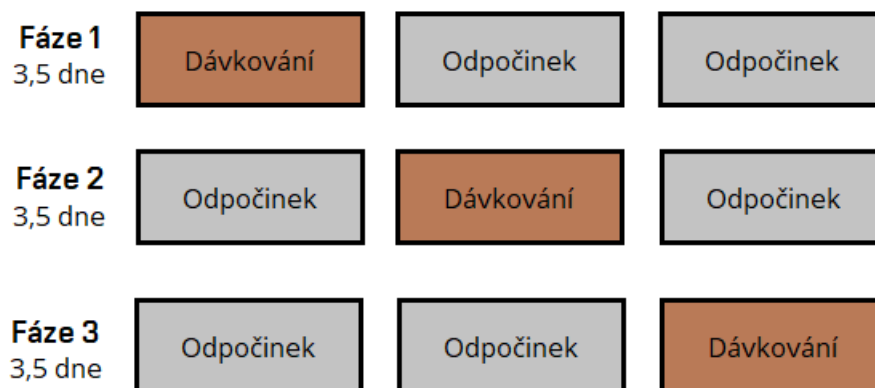 Fáze 1
3,5 dne
Dávkování
Odpočinek
Odpočinek
Fáze 2
3,5 dne
Odpočinek
Dávkování
Odpočinek
Fáze 3
3,5 dne
Odpočinek
Odpočinek
Dávkování